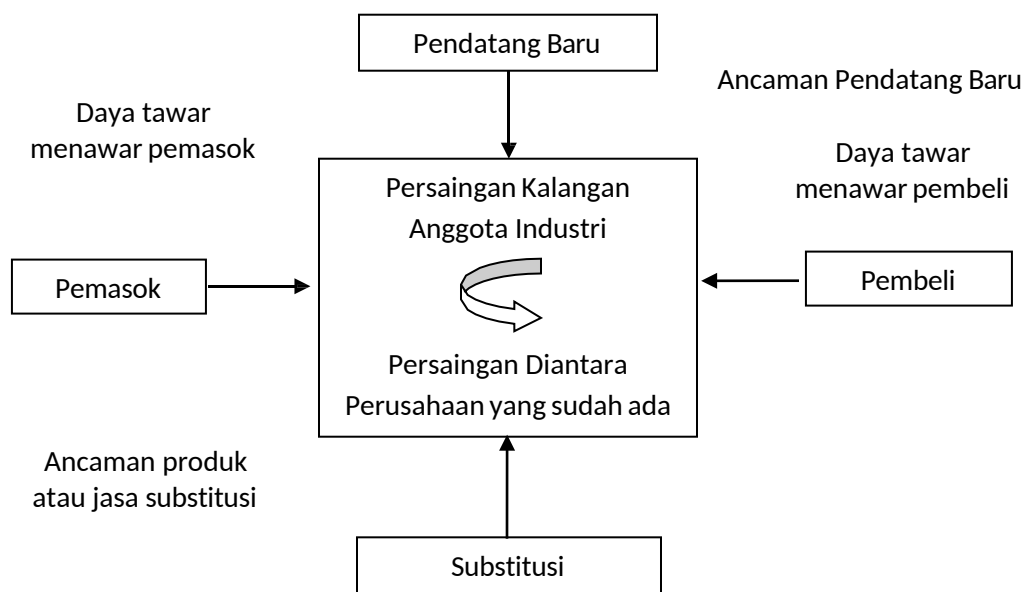 Pendatang Baru
Ancaman Pendatang Baru
Daya tawar
menawar pemasok
Daya tawar
menawar pembeli
Persaingan Kalangan
Anggota Industri
Pemasok
Pembeli
Persaingan Diantara
Perusahaan yang sudah ada
Ancaman produk
atau jasa substitusi
Substitusi